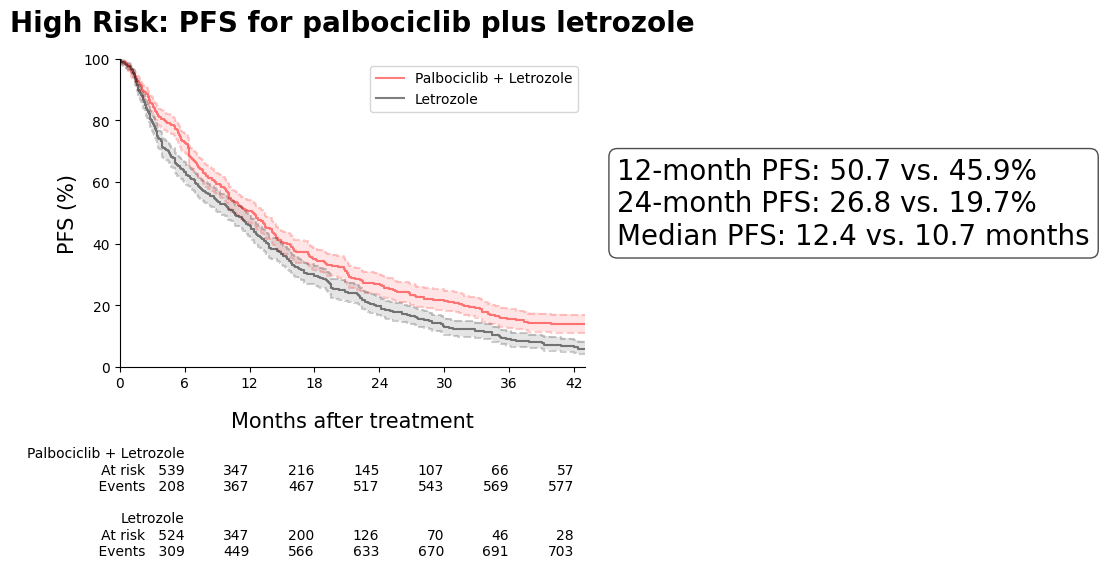 High Risk: PFS for palbociclib plus letrozole
100
80
60
40
20
0
PFS (%)
Palbociclib + Letrozole
Letrozole
12-month PFS: 50.7 vs. 45.9%
24-month PFS: 26.8 vs. 19.7%
Median PFS: 12.4 vs. 10.7 months
0 6 12 18 24 30 36 42
Months after treatment
Palbociclib + Letrozole
At risk 539 347 216 145 107 66 57
Events 208 367 467 517 543 569 577
Letrozole
At risk 524 347 200 126 70 46 28
Events 309 449 566 633 670 691 703